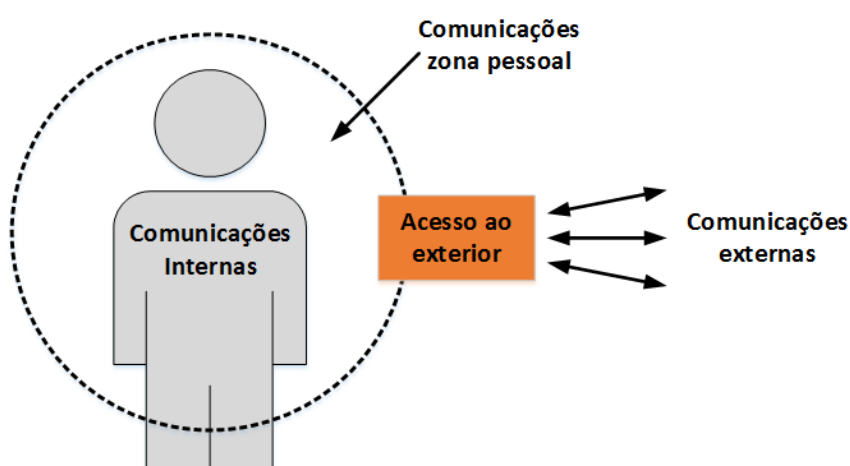 Comunicações
zona pessoal
Comunicações
Internas
Acesso ao
exterior
Comunicações
externas